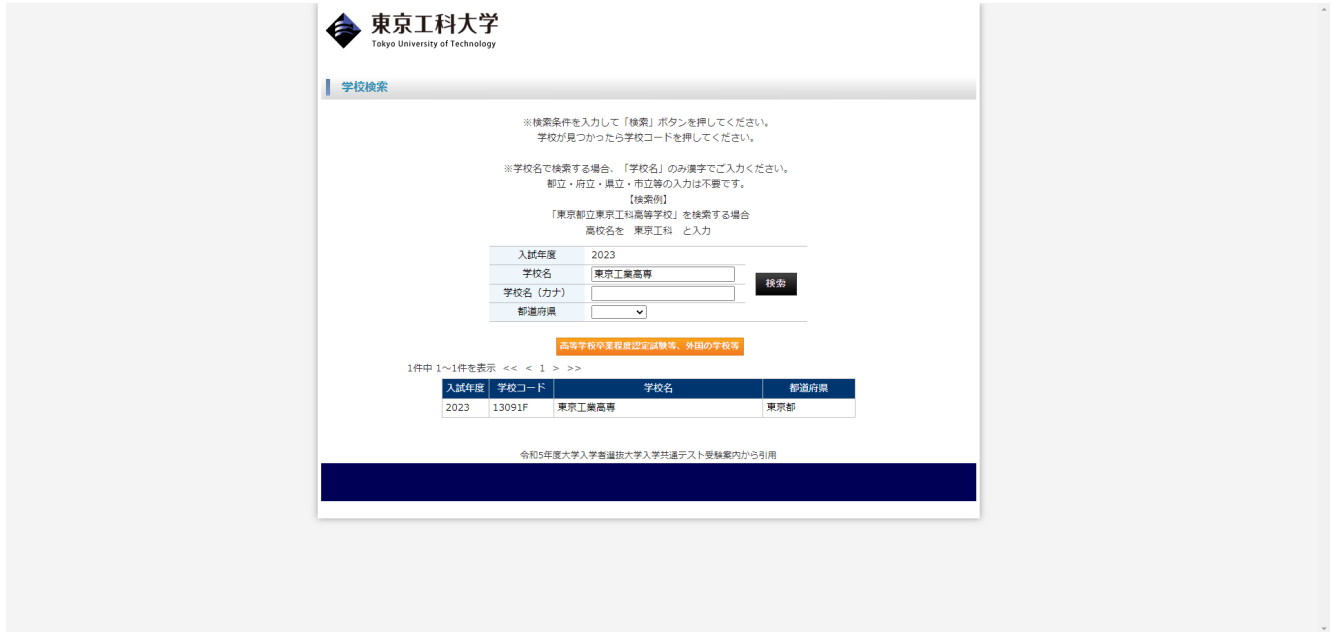 東京工科大学
Tokyo University of Technology
学校検索
※検索条件を入力して「検索」ボタンを押してください。
学校が見つかったら学校コードを押してください。
※学校名で検索する場合、「学校名」のみ漢字でご入力ください。
都立・府立・県立・市立等の入力は不要です。
【検索例】
「東京都立東京工科高等学校」を検索する場合
高校名を　東京工科　と入力
入試年度 2023
学校名 東京工業高専
検索
学校名（カナ）
都道府県
高等学校卒業程度認定試験等、外国の学校等
1件中 1～1件を表示 << < 1 > >>
入試年度 学校コード 学校名 都道府県
2023 13091F 東京工業高専 東京都
令和5年度大学入学者選抜大学入学共通テスト受験案内から引用